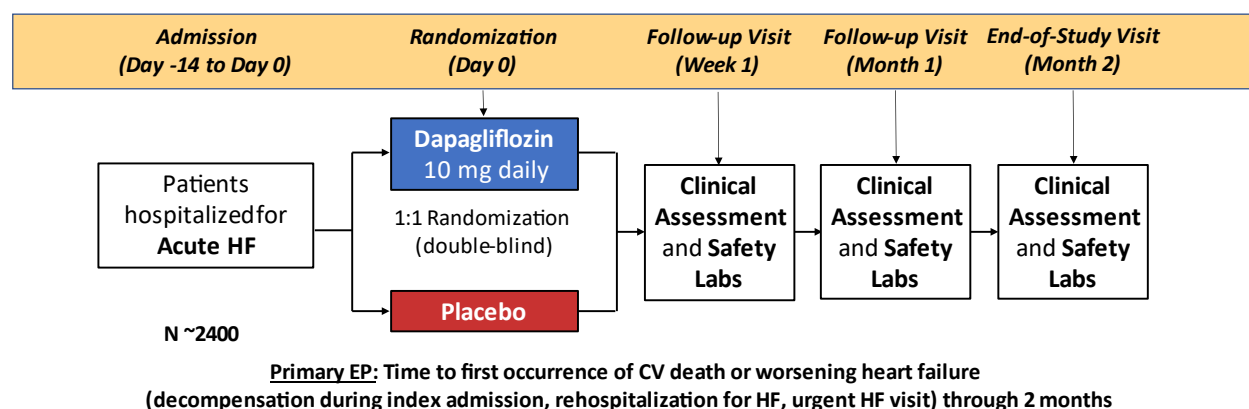 Admission
(Day -14 to Day 0)
Randomization
(Day 0)
Follow-up Visit
(Week 1)
Follow-up Visit
(Month 1)
End-of-Study Visit
(Month 2)
Patients
hospitalized for
Acute HF
Dapagliflozin
10 mg daily
1:1 Randomization
(double-blind)
Placebo
Clinical
Assessment
and Safety
Labs
Clinical
Assessment
and Safety
Labs
Clinical
Assessment
and Safety
Labs
N ~2400
Primary EP: Time to first occurrence of CV death or worsening heart failure
(decompensation during index admission, rehospitalization for HF, urgent HF visit) through 2 months